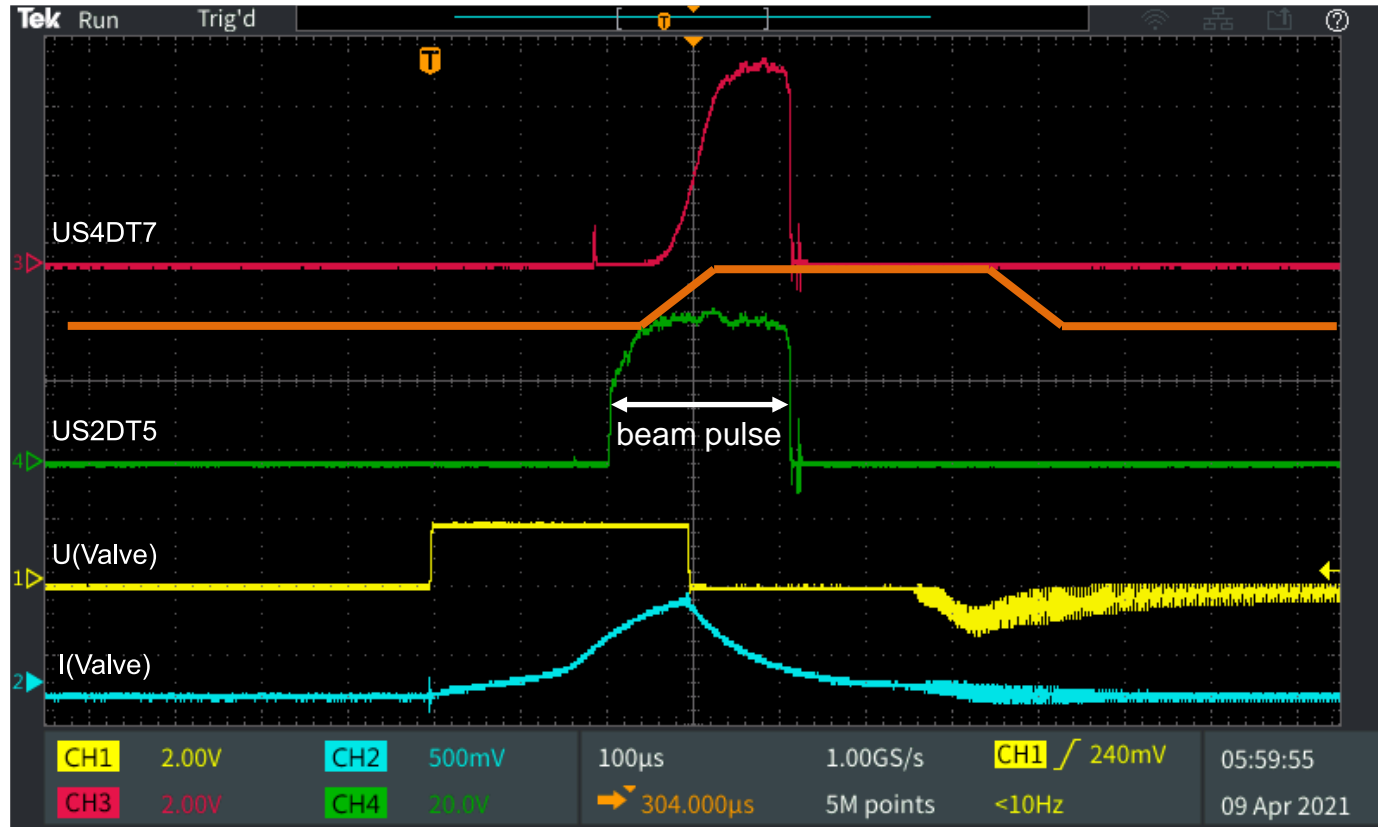 Tek Run Trig'd
T
T
US4DT7
3
US2DT5
beam pulse
4
U(Valve)
1
I(Valve)
2
CH1 2.00V CH2 500mV 100µs 1.00GS/s CH1 240mV 05:59:55
CH3 2.00V CH4 20.0V 304.000µs 5M points <10Hz 09 Apr 2021